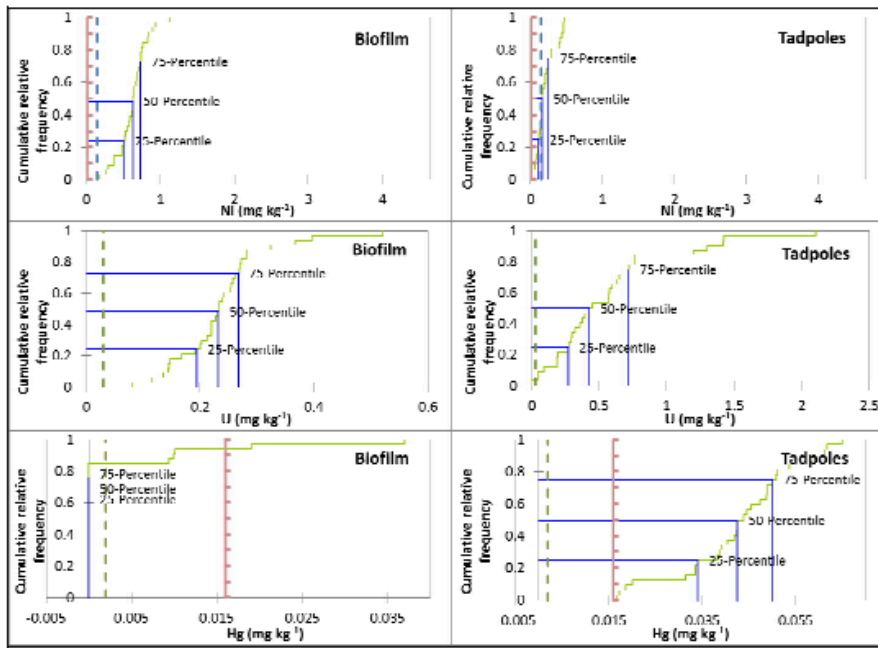 Cumulative relative frequency
1
0.8
0.6
0.4
0.2
0
Biofilm
75-Percentile
50-Percentile
25-Percentile
0 1 2 3 4
NI (mg kg-1)
Cumulative relative frequency
1
0.8
0.6
0.4
0.2
0
Tadpoles
75-Percentile
50-Percentile
25-Percentile
0 1 2 3 4
NI (mg kg-1)
Cumulative relative frequency
1
0.8
0.6
0.4
0.2
0
Biofilm
75-Percentile
50-Percentile
25-Percentile
0 0.2 0.4 0.6
U (mg kg-1)
Cumulative relative frequency
1
0.8
0.6
0.4
0.2
0
Tadpoles
75-Percentile
50-Percentile
25-Percentile
0 0.5 1 1.5 2 2.5
U (mg kg-1)
Cumulative relative frequency
1
0.8
0.6
0.4
0.2
0
Biofilm
75-Percentile
50-Percentile
25-Percentile
-0.005 0.005 0.015 0.025 0.035
Hg (mg kg-1)
Cumulative relative frequency
1
0.8
0.6
0.4
0.2
0
Tadpoles
75-Percentile
50-Percentile
25-Percentile
0.005 0.015 0.035 0.055
Hg (mg kg-1)